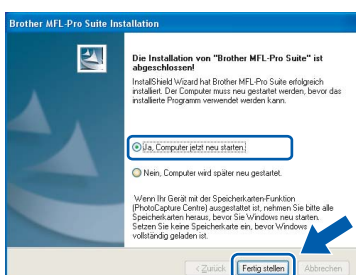 Brother MFL-Pro Suite Installation
Die Installation von "Brother MFL-Pro Suite" ist
abgeschlossen!
InstallShield Wizard hat Brother MFL-Pro Suite erfolgreich
installiert. Der Computer muss neu gestartet werden, bevor das
installierte Programm verwendet werden kann.
Ja, Computer jetzt neu starten.
Nein, Computer wird später neu gestartet.
Wenn Ihr Gerät mit der Speicherkarten-Funktion
(PhotoCapture Centre) ausgestattet ist, nehmen Sie bitte alle
Speicherkarten heraus, bevor Sie Windows neu starten.
Setzen Sie keine Speicherkarte ein, bevor Windows
vollständig geladen ist.
< Zurück Fertig stellen Abbrechen